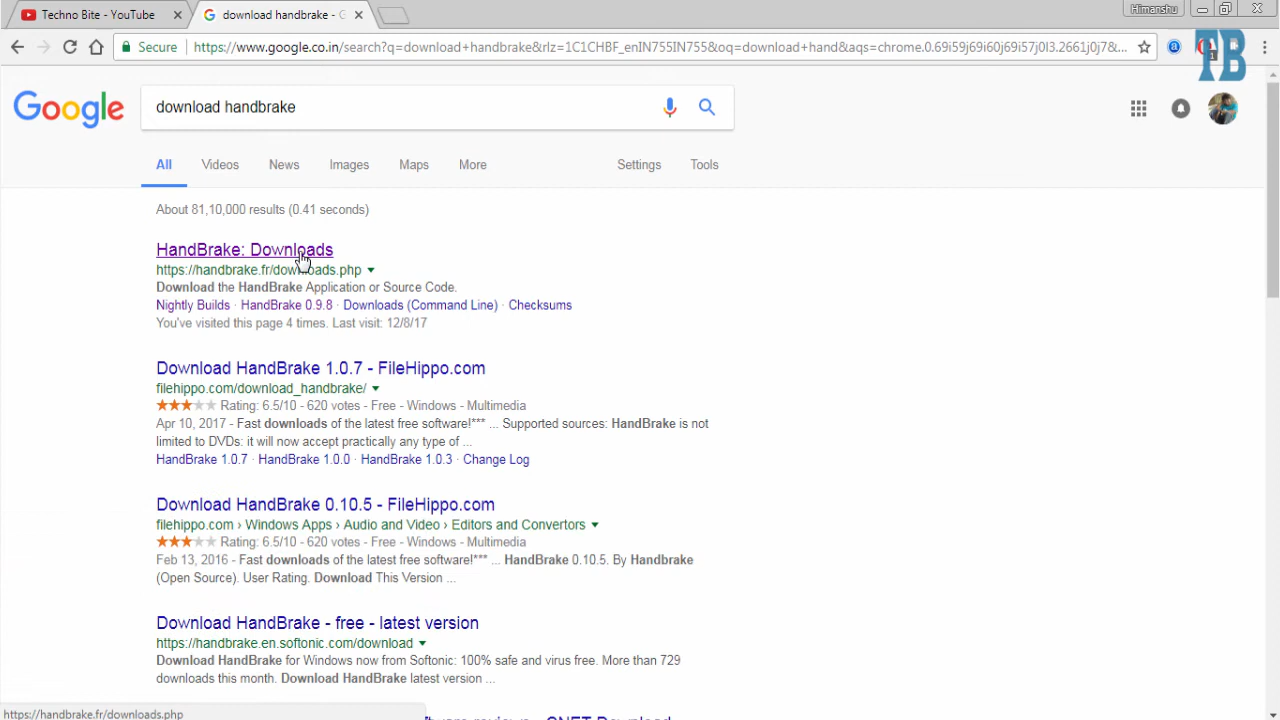 Techno Bite - YouTube
download handbrake - G
Himanshu
Secure
https://www.google.co.in/search?q=download+handbrake&rlz=1C1CHBF_enIN755IN755&oq=download+hand&aqs=chrome.0.69i59j69i60j69i57j0l3.2661j0j7&...
TB
Google
download handbrake
All Videos News Images Maps More Settings Tools
About 81,10,000 results (0.41 seconds)
HandBrake: Downloads
https://handbrake.fr/downloads.php
Download the HandBrake Application or Source Code.
Nightly Builds · HandBrake 0.9.8 · Downloads (Command Line) · Checksums
You've visited this page 4 times. Last visit: 12/8/17
Download HandBrake 1.0.7 - FileHippo.com
filehippo.com/download_handbrake/
Rating: 6.5/10 - 620 votes - Free - Windows - Multimedia
Apr 10, 2017 - Fast downloads of the latest free software!*** ... Supported sources: HandBrake is not
limited to DVDs: it will now accept practically any type of ...
HandBrake 1.0.7 · HandBrake 1.0.0 · HandBrake 1.0.3 · Change Log
Download HandBrake 0.10.5 - FileHippo.com
filehippo.com › Windows Apps › Audio and Video › Editors and Convertors
Rating: 6.5/10 - 620 votes - Free - Windows - Multimedia
Feb 13, 2016 - Fast downloads of the latest free software!*** ... HandBrake 0.10.5. By Handbrake
(Open Source). User Rating. Download This Version ...
Download HandBrake - free - latest version
https://handbrake.en.softonic.com/download
Download HandBrake for Windows now from Softonic: 100% safe and virus free. More than 729
downloads this month. Download HandBrake latest version ...
https://handbrake.fr/downloads.php